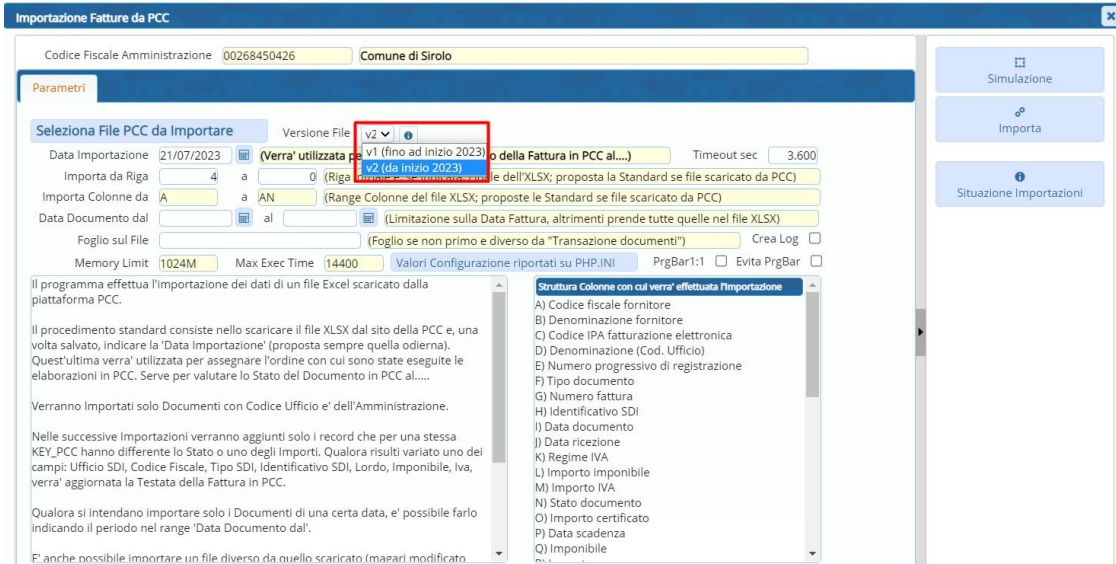 Importazione Fatture da PCC
Codice Fiscale Amministrazione 00268450426 Comune di Sirolo
Parametri
Seleziona File PCC da Importare Versione File v2
v1 (fino ad inizio 2023)
v2 (da inizio 2023)
Data Importazione 21/07/2023 (Verra' utilizzata pe o della Fattura in PCC al....) Timeout sec 3.600
Importa da Riga 4 a 0 (Riga dell'XLSX; proposta la Standard se file scaricato da PCC)
Importa Colonne da A a AN (Range Colonne del file XLSX; proposte le Standard se file scaricato da PCC)
Data Documento dal al (Limitazione sulla Data Fattura, altrimenti prende tutte quelle nel file XLSX)
Foglio sul File (Foglio se non primo e diverso da "Transazione documenti") Crea Log
Memory Limit 1024M Max Exec Time 14400 Valori Configurazione riportati su PHP.INI PrgBar1:1 Evita PrgBar
Il programma effettua l'importazione dei dati di un file Excel scaricato dalla
piattaforma PCC.
Il procedimento standard consiste nello scaricare il file XLSX dal sito della PCC e, una
volta salvato, indicare la 'Data Importazione' (proposta sempre quella odierna).
Quest'ultima verra' utilizzata per assegnare l'ordine con cui sono state eseguite le
elaborazioni in PCC. Serve per valutare lo Stato del Documento in PCC al.....
Verranno Importati solo Documenti con Codice Ufficio e' dell'Amministrazione.
Nelle successive Importazioni verranno aggiunti solo i record che per una stessa
KEY_PCC hanno differente lo Stato o uno degli Importi. Qualora risulti variato uno dei
campi: Ufficio SDI, Codice Fiscale, Tipo SDI, Identificativo SDI, Lordo, Imponibile, Iva,
verra' aggiornata la Testata della Fattura in PCC.
Qualora si intendano importare solo i Documenti di una certa data, e' possibile farlo
indicando il periodo nel range 'Data Documento dal'.
E' anche possibile importare un file diverso da quello scaricato (magari modificato
Struttura Colonne con cui verra' effettuata l'Importazione
A) Codice fiscale fornitore
B) Denominazione fornitore
C) Codice IPA fatturazione elettronica
D) Denominazione (Cod. Ufficio)
E) Numero progressivo di registrazione
F) Tipo documento
G) Numero fattura
H) Identificativo SDI
I) Data documento
J) Data ricezione
K) Regime IVA
L) Importo imponibile
M) Importo IVA
N) Stato documento
O) Importo certificato
P) Data scadenza
Q) Imponibile
Simulazione
Importa
Situazione Importazioni